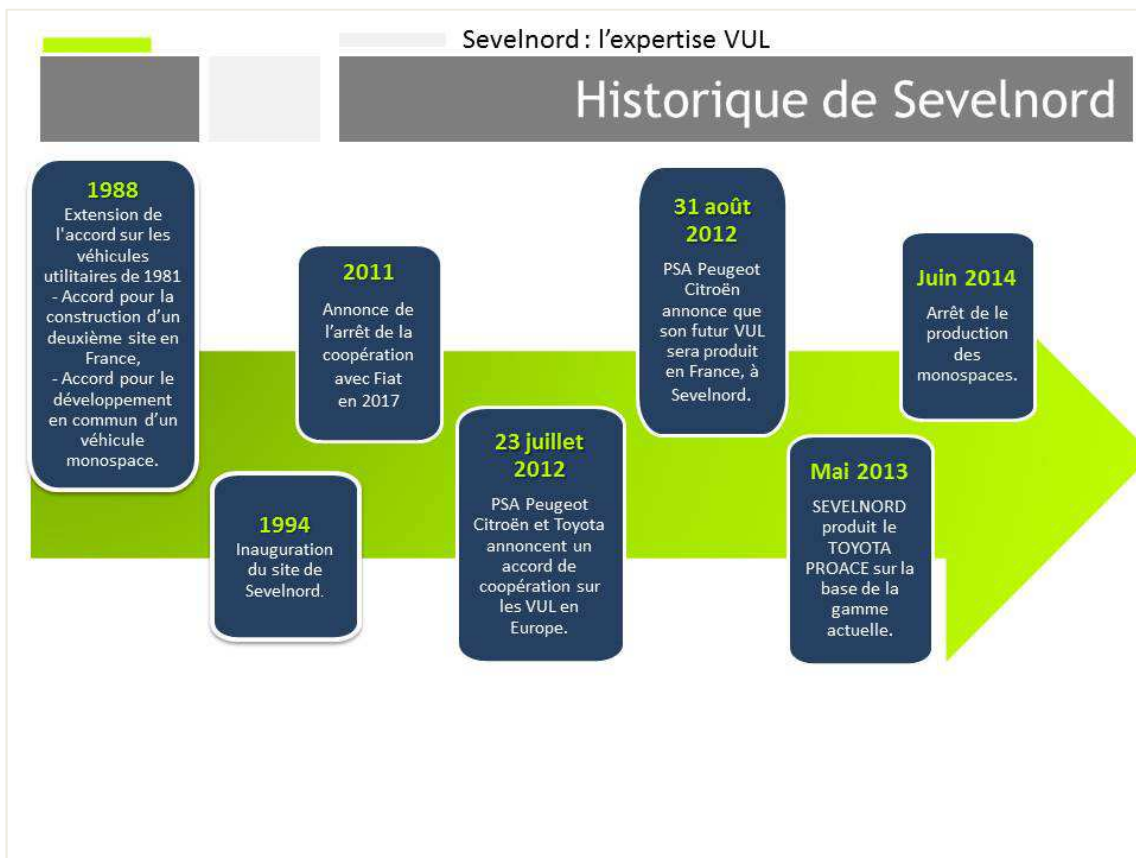 Sevelnord : l'expertise VUL
Historique de Sevelnord
1988
Extension de
l'accord sur les
véhicules
utilitaires de 1981
- Accord pour la
construction d'un
deuxième site en
France,
- Accord pour le
développement
en commun d'un
véhicule
monospace.
1994
Inauguration
du site de
Sevelnord.
2011
Annonce de
l'arrêt de la
coopération
avec Fiat
en 2017
23 juillet
2012
PSA Peugeot
Citroën et Toyota
annoncent un
accord de
coopération sur
les VUL en
Europe.
31 août
2012
PSA Peugeot
Citroën
annonce que
son futur VUL
sera produit
en France, à
Sevelnord.
Mai 2013
SEVELNORD
produit le
TOYOTA
PROACE sur la
base de la
gamme
actuelle.
Juin 2014
Arrêt de le
production
des
monospaces.